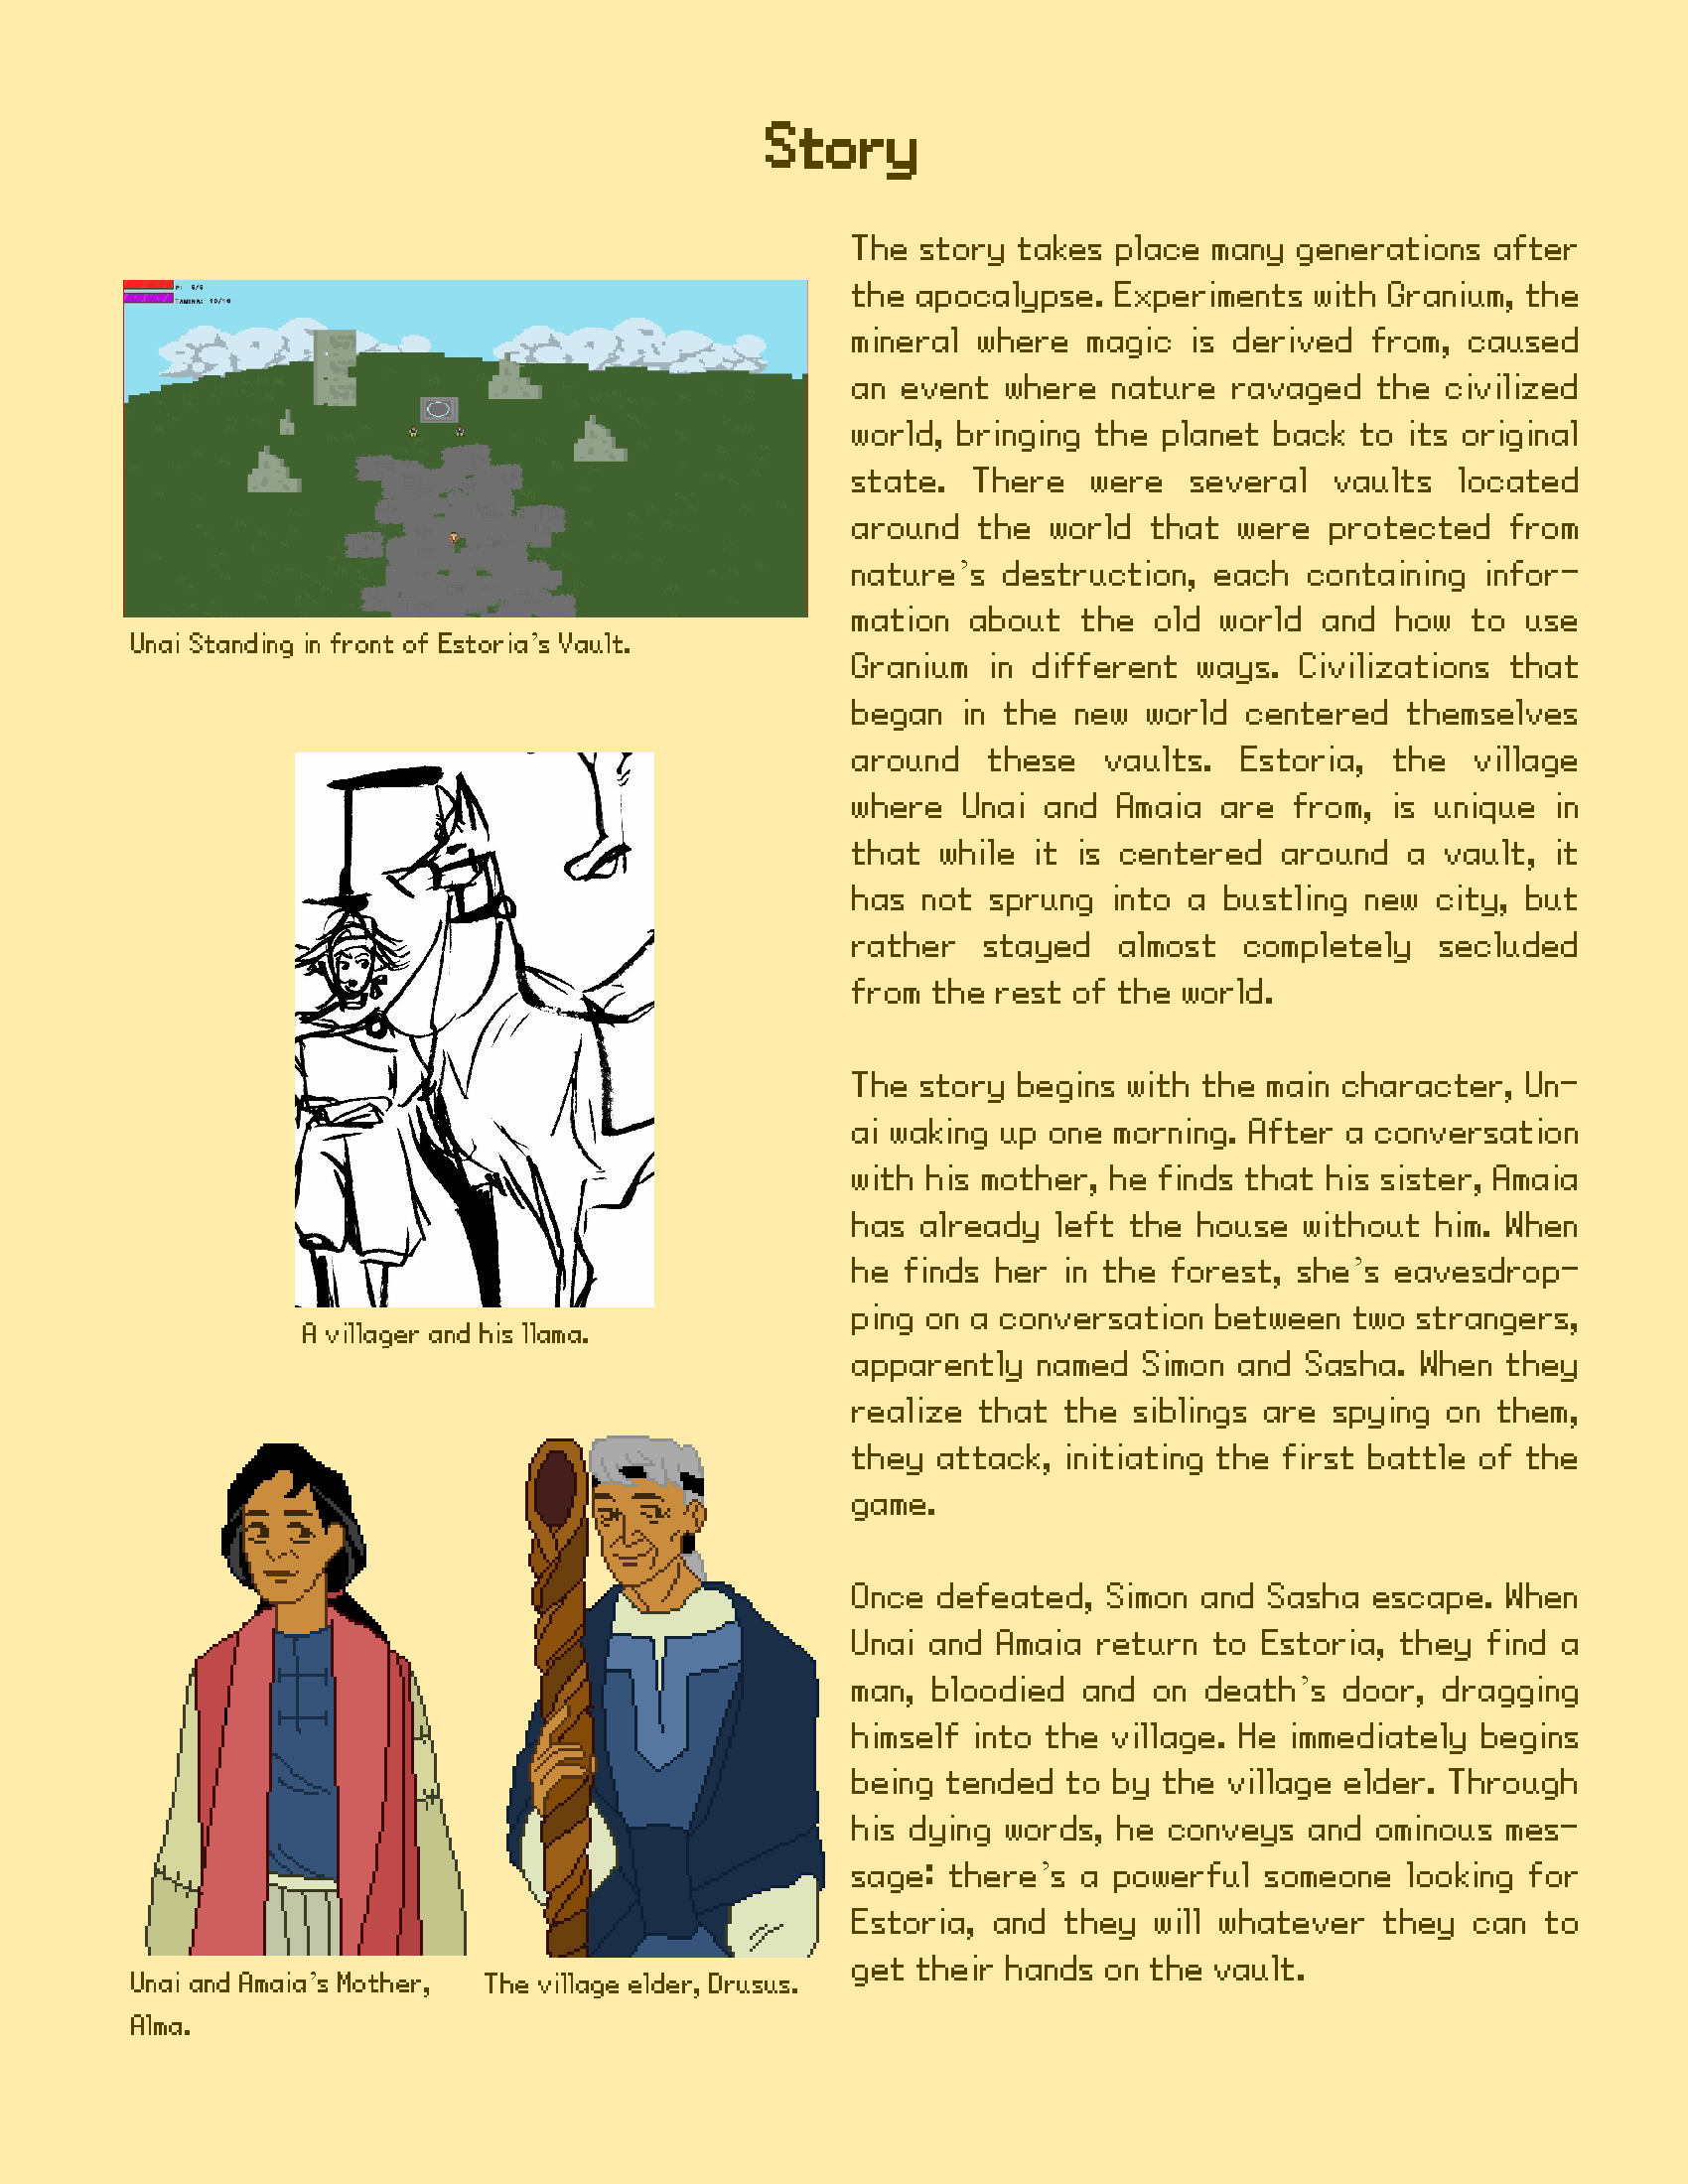 Story
P: 5/5
TAMINA: 10/10
Unai Standing in front of Estoria's Vault.
A villager and his llama.
Unai and Amaia's Mother,
Alma.
The village elder, Drusus.
The story takes place many generations after
the apocalypse. Experiments with Granium, the
mineral where magic is derived from, caused
an event where nature ravaged the civilized
world, bringing the planet back to its original
state. There were several vaults located
around the world that were protected from
nature's destruction, each containing infor-
mation about the old world and how to use
Granium in different ways. Civilizations that
began in the new world centered themselves
around these vaults. Estoria, the village
where Unai and Amaia are from, is unique in
that while it is centered around a vault, it
has not sprung into a bustling new city, but
rather stayed almost completely secluded
from the rest of the world.
The story begins with the main character, Un-
ai waking up one morning. After a conversation
with his mother, he finds that his sister, Amaia
has already left the house without him. When
he finds her in the forest, she's eavesdrop-
ping on a conversation between two strangers,
apparently named Simon and Sasha. When they
realize that the siblings are spying on them,
they attack, initiating the first battle of the
game.
Once defeated, Simon and Sasha escape. When
Unai and Amaia return to Estoria, they find a
man, bloodied and on death's door, dragging
himself into the village. He immediately begins
being tended to by the village elder. Through
his dying words, he conveys and ominous mes-
sage: there's a powerful someone looking for
Estoria, and they will whatever they can to
get their hands on the vault.